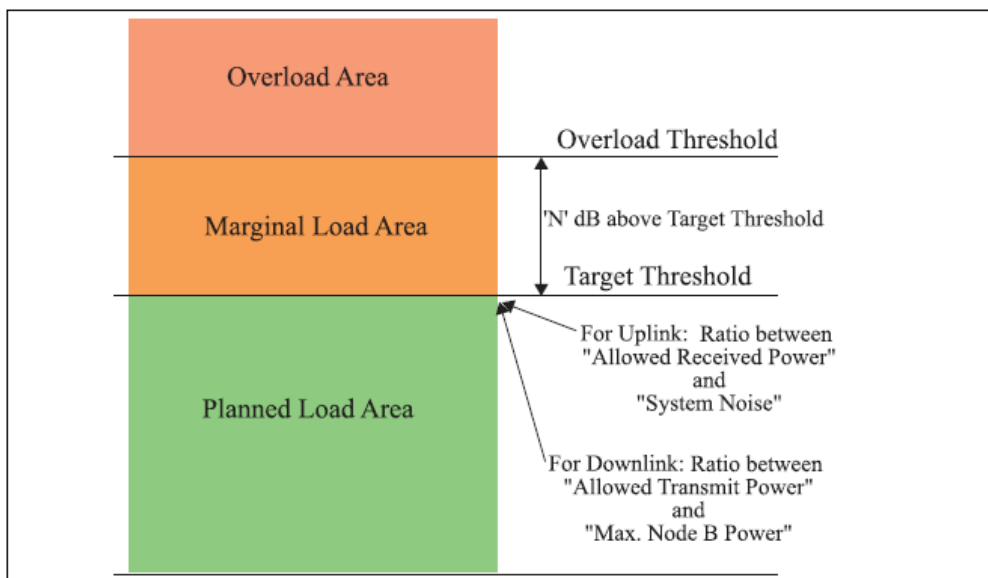 Overload Area
Overload Threshold
'N' dB above Target Threshold
Marginal Load Area
Target Threshold
For Uplink: Ratio between
"Allowed Received Power"
and
"System Noise"
Planned Load Area
For Downlink: Ratio between
"Allowed Transmit Power"
and
"Max. Node B Power"